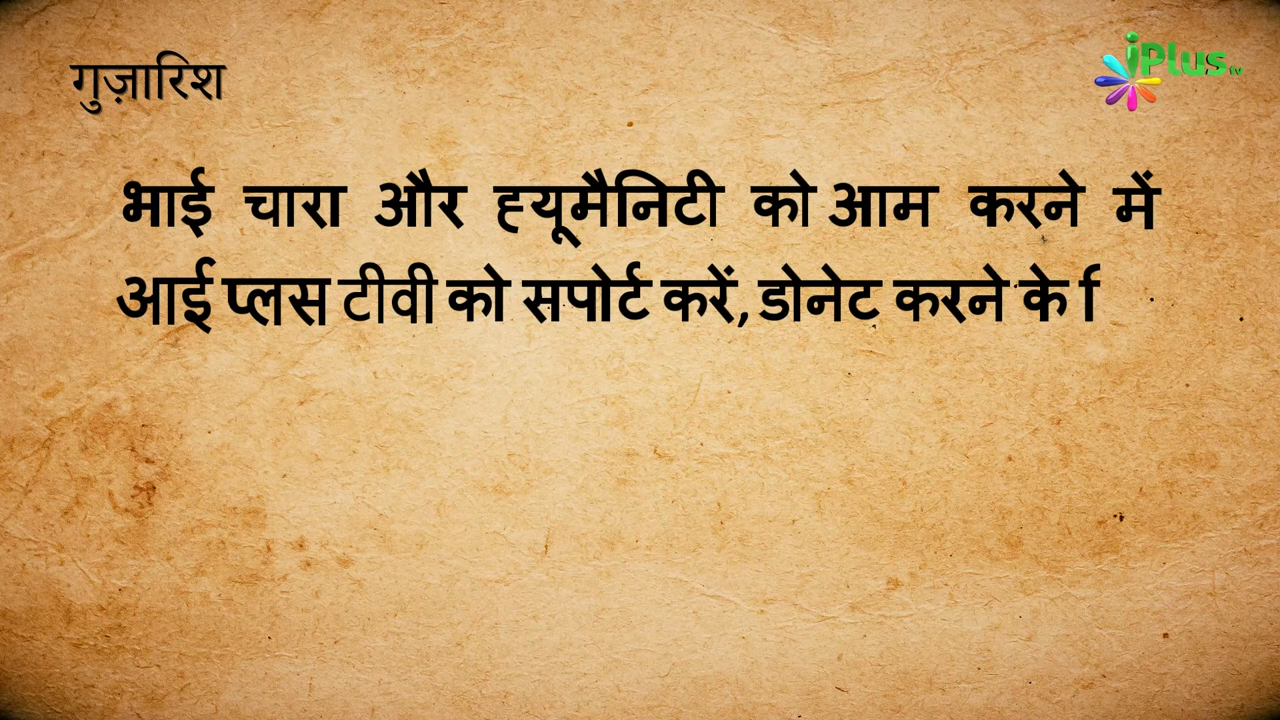 गुज़ारिश
iPlus tv
भाई चारा और ह्यूमैनिटी को आम करने में
आई प्लस टीवी को सपोर्ट करें, डोनेट करने के ि